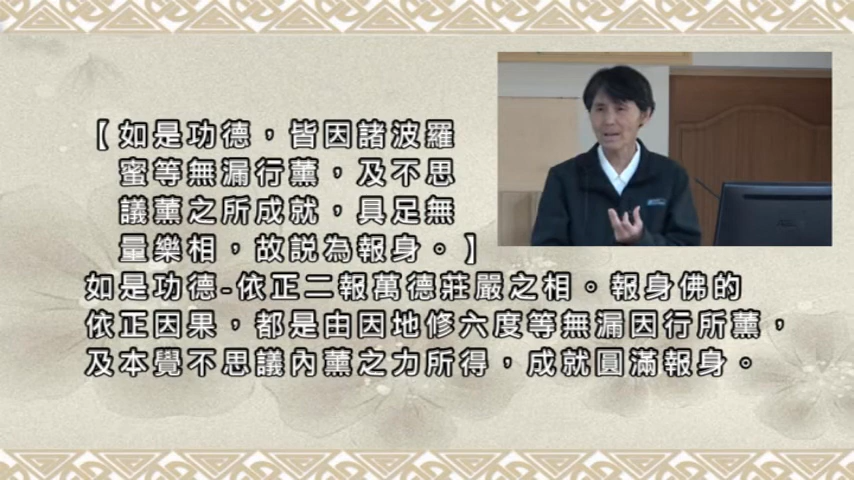 【如是功德，皆因諸波羅
蜜等無漏行薰，及不思
議薰之所成就，具足無
量樂相，故說為報身。】
如是功德-依正二報萬德莊嚴之相。報身佛的
依正因果，都是由因地修六度等無漏因行所薰，
及本覺不思議內薰之力所得，成就圓滿報身。